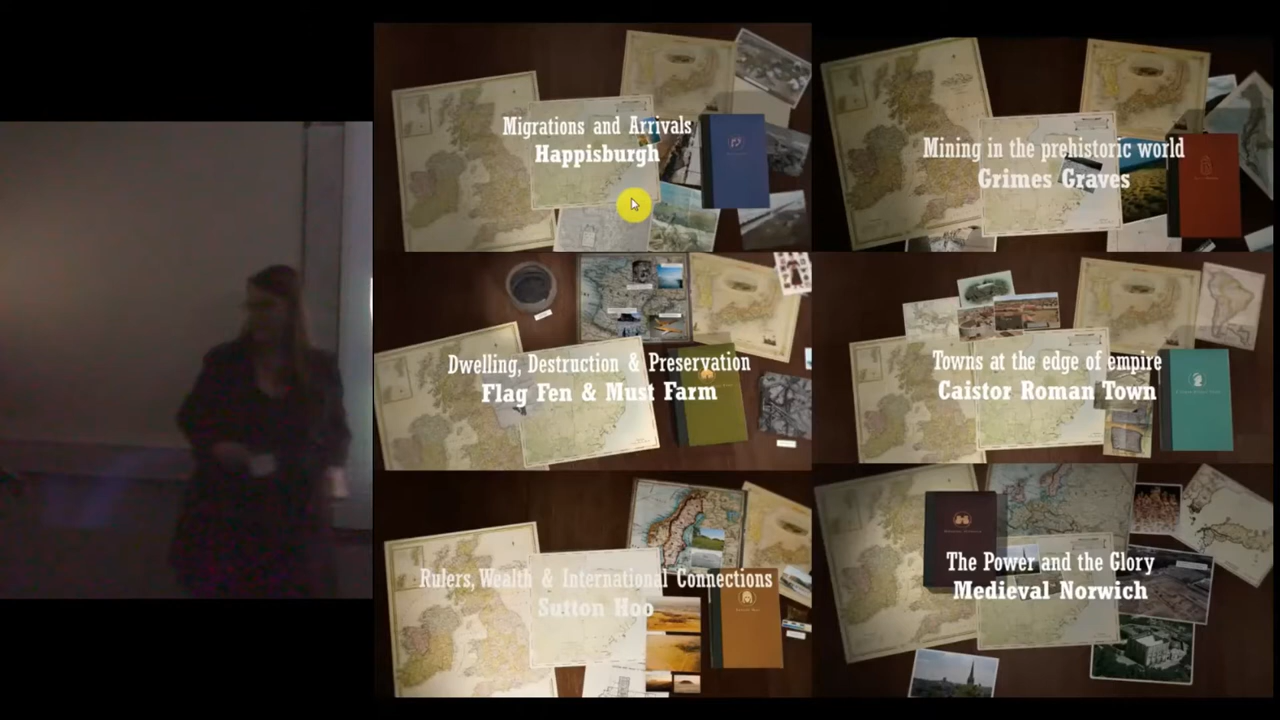 Migrations and Arrivals
Happisburgh
Mining in the prehistoric world
Grimes Graves
Dwelling, Destruction & Preservation
Flag Fen & Must Farm
Towns at the edge of empire
Caistor Roman Town
Rulers, Wealth & International Connections
Sutton Hoo
The Power and the Glory
Medieval Norwich